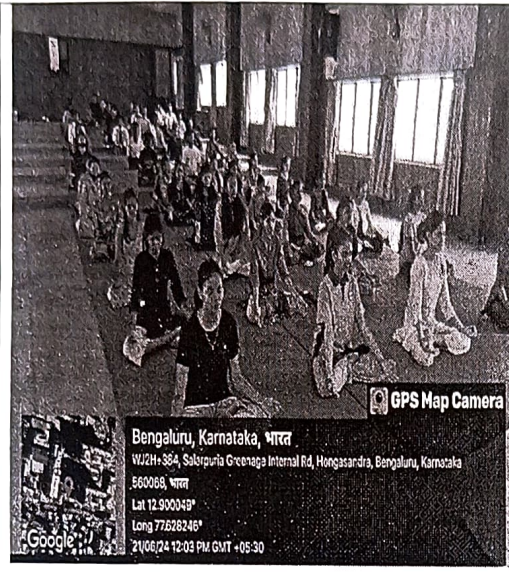 GPS Map Camera
Bengaluru, Karnataka, भारत
WJ2H+384, Salarpuria Greenage Internal Rd, Hongasandra, Bengaluru, Karnataka
560068, भारत
Lat 12.900049°
Long 77.628246°
21/06/24 12:03 PM GMT +05:30
Google